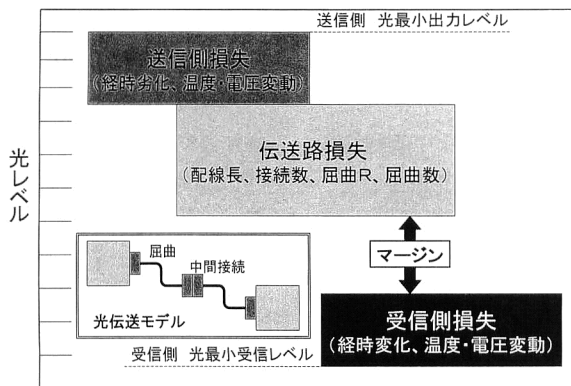 送信側 光最小出力レベル
送信側損失
(経時劣化、温度・電圧変動)
伝送路損失
(配線長、接続数、屈曲R、屈曲数)
光レベル
マージン
屈曲
中間接続
光伝送モデル
受信側損失
(経時変化、温度・電圧変動)
受信側 光最小受信レベル